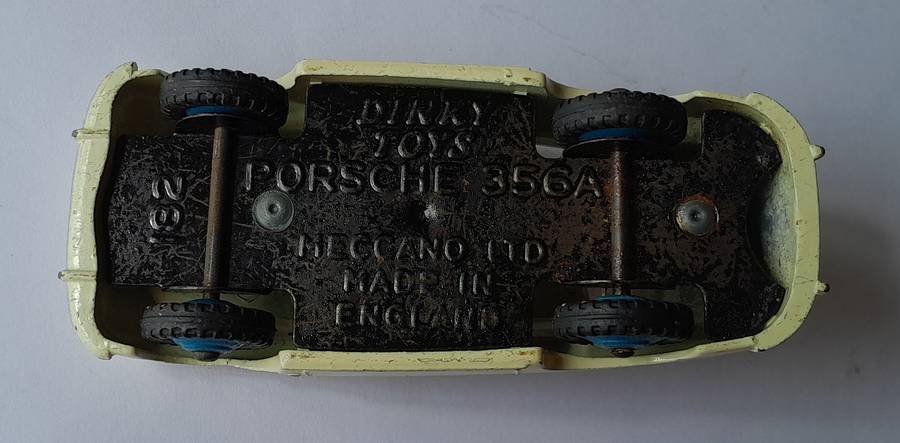 DINKY
TOYS
PORSCHE 356A
182
MECCANO LTD
MADE IN
ENGLAND